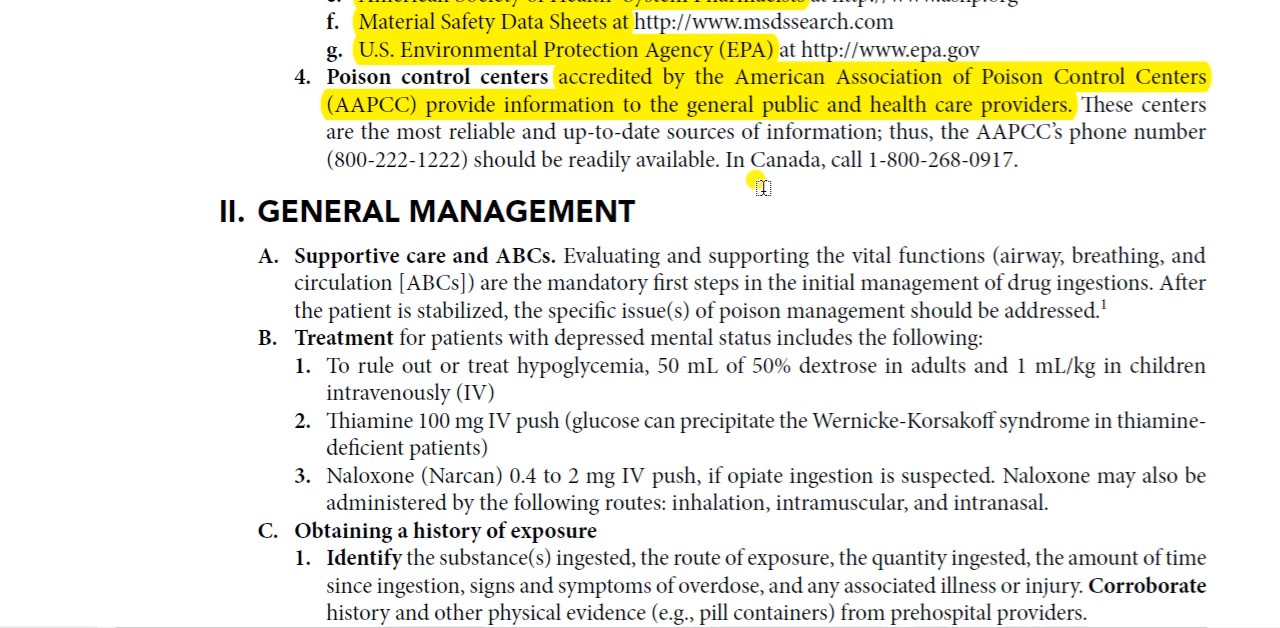 f. Material Safety Data Sheets at http://www.msdssearch.com
g. U.S. Environmental Protection Agency (EPA) at http://www.epa.gov
4. Poison control centers accredited by the American Association of Poison Control Centers
(AAPCC) provide information to the general public and health care providers. These centers
are the most reliable and up-to-date sources of information; thus, the AAPCC’s phone number
(800-222-1222) should be readily available. In Canada, call 1-800-268-0917.
II. GENERAL MANAGEMENT
A. Supportive care and ABCs. Evaluating and supporting the vital functions (airway, breathing, and
circulation [ABCs]) are the mandatory first steps in the initial management of drug ingestions. After
the patient is stabilized, the specific issue(s) of poison management should be addressed.1
B. Treatment for patients with depressed mental status includes the following:
1. To rule out or treat hypoglycemia, 50 mL of 50% dextrose in adults and 1 mL/kg in children
intravenously (IV)
2. Thiamine 100 mg IV push (glucose can precipitate the Wernicke-Korsakoff syndrome in thiamine-
deficient patients)
3. Naloxone (Narcan) 0.4 to 2 mg IV push, if opiate ingestion is suspected. Naloxone may also be
administered by the following routes: inhalation, intramuscular, and intranasal.
C. Obtaining a history of exposure
1. Identify the substance(s) ingested, the route of exposure, the quantity ingested, the amount of time
since ingestion, signs and symptoms of overdose, and any associated illness or injury. Corroborate
history and other physical evidence (e.g., pill containers) from prehospital providers.